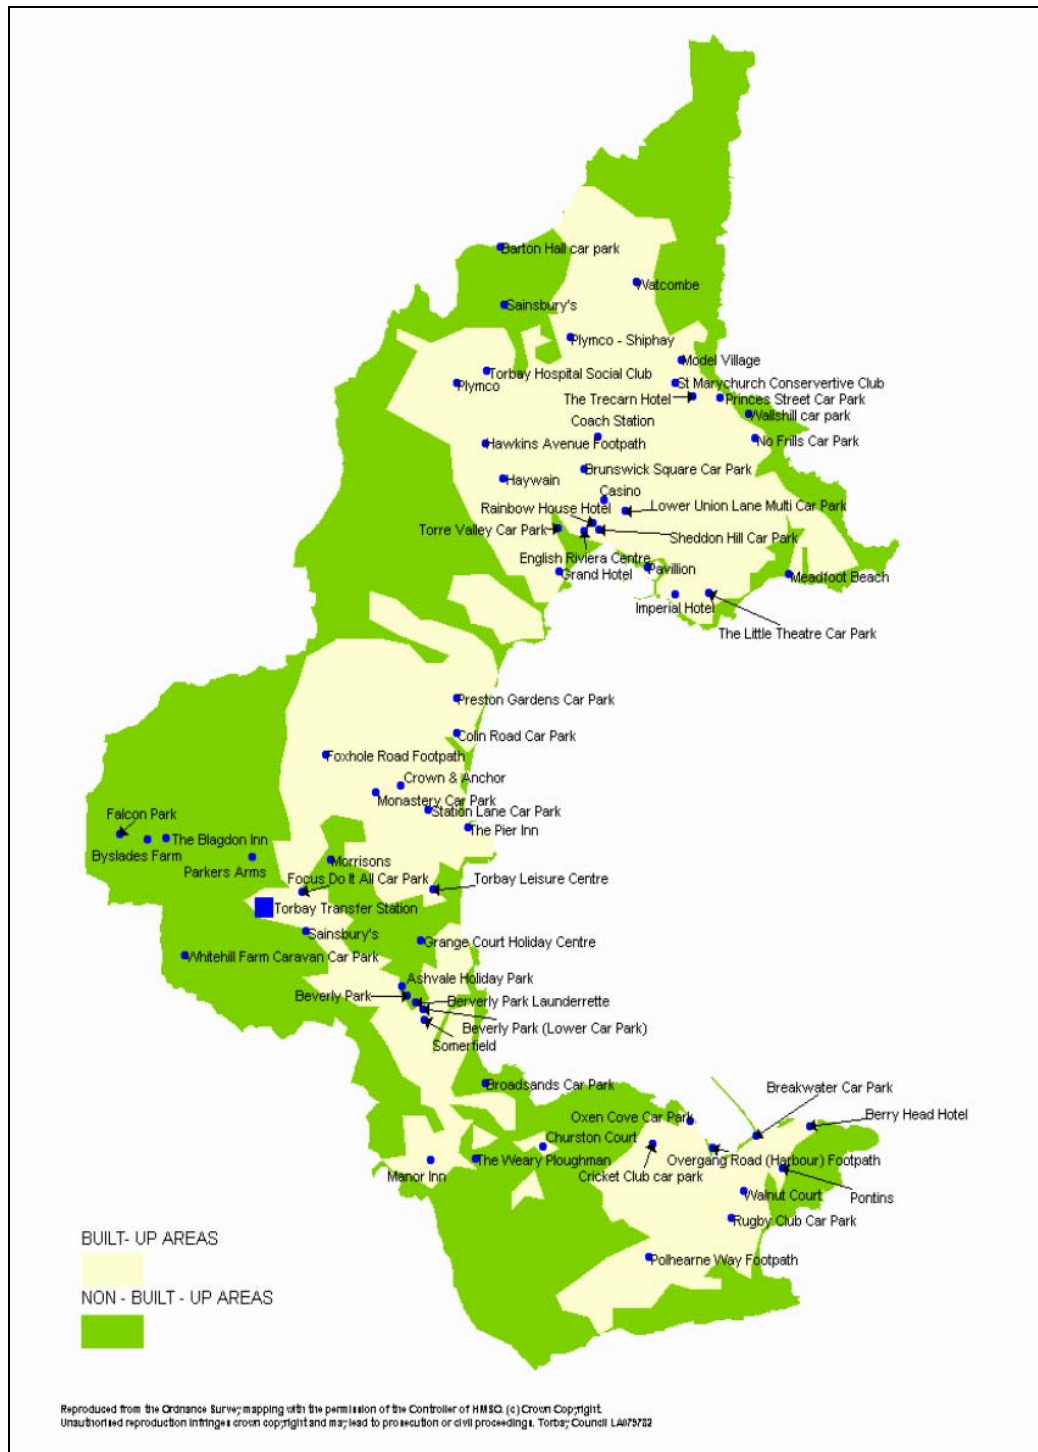 Barton Hall car park
Watcombe
Sainsbury's
Plymco - Shiphay
Model Village
Torbay Hospital Social Club
Plymco
St Marychurch Conservertive Club
The Trecarn Hotel
Princes Street Car Park
Wallshill car park
Coach Station
Hawkins Avenue Footpath
No Frills Car Park
Brunswick Square Car Park
Haywain
Casino
Rainbow House Hotel
Lower Union Lane Multi Car Park
Torre Valley Car Park
Sheddon Hill Car Park
English Riviera Centre
Grand Hotel
Pavillion
Meadfoot Beach
Imperial Hotel
The Little Theatre Car Park
Preston Gardens Car Park
Colin Road Car Park
Foxhole Road Footpath
Crown & Anchor
Monastery Car Park
Station Lane Car Park
Falcon Park
The Pier Inn
The Blagdon Inn
Byslades Farm
Parkers Arms
Morrisons
Focus Do It All Car Park
Torbay Leisure Centre
Torbay Transfer Station
Sainsbury's
Grange Court Holiday Centre
Whitehill Farm Caravan Car Park
Ashvale Holiday Park
Beverly Park
Berverly Park Launderrette
Beverly Park (Lower Car Park)
Somerfield
Broadsands Car Park
Breakwater Car Park
Oxen Cove Car Park
Berry Head Hotel
Churston Court
The Weary Ploughman
Overgang Road (Harbour) Footpath
Manor Inn
Cricket Club car park
Walnut Court
Pontins
Rugby Club Car Park
Polhearne Way Footpath
BUILT- UP AREAS
NON - BUILT - UP AREAS
Reproduced from the Ordnance Survey mapping with the permission of the Controller of HMSO. (c) Crown Copyright.
Unauthorised reproduction infringes crown copyright and may lead to prosecution or civil proceedings. Torbay Council LA079782